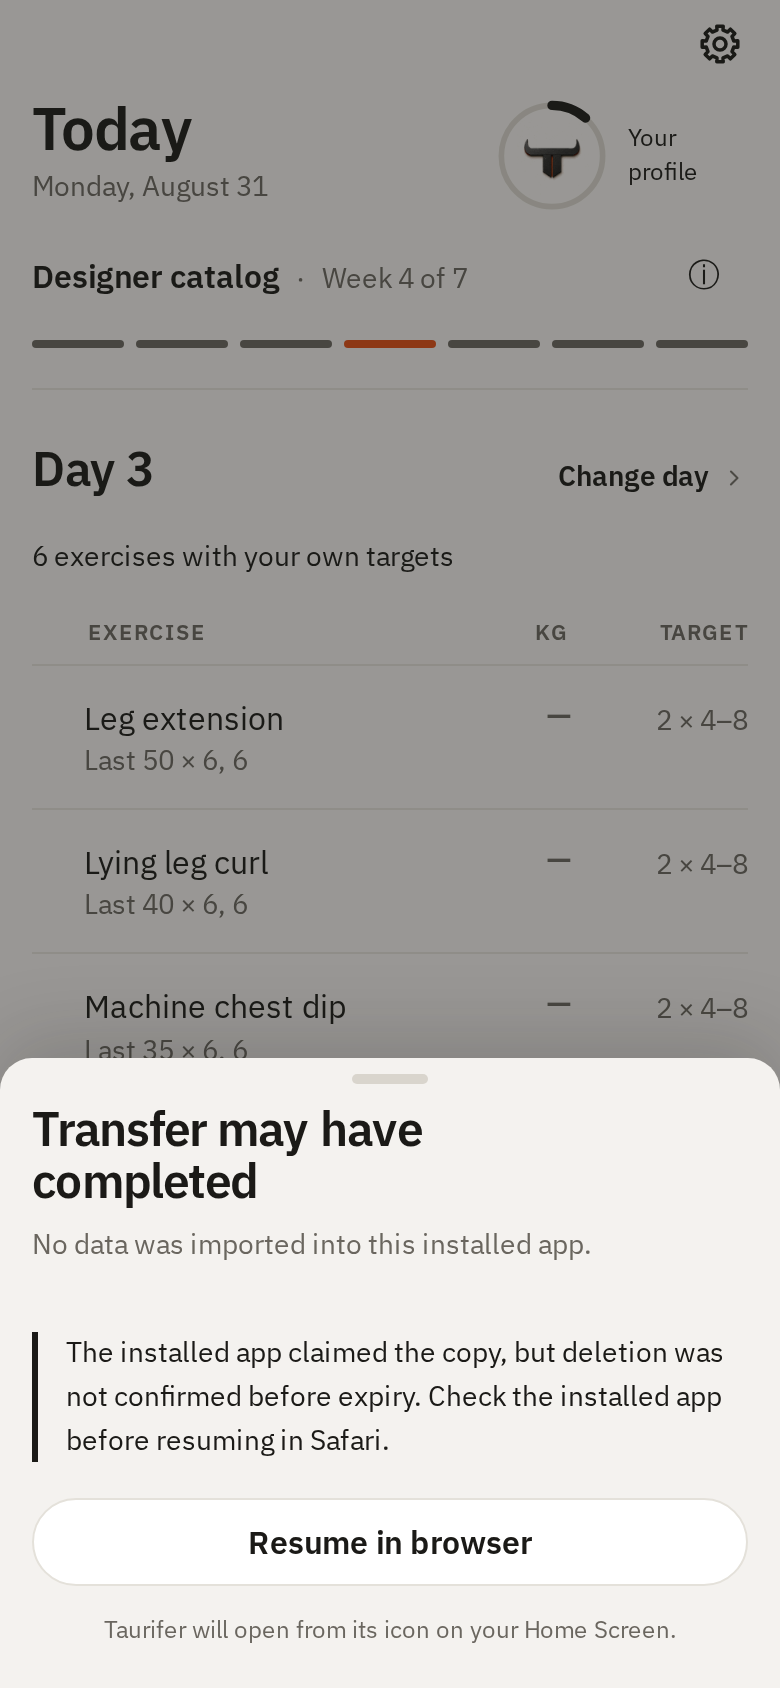 Today
Monday, August 31
Your
profile
Designer catalog · Week 4 of 7
Day 3
Change day
6 exercises with your own targets
EXERCISE KG TARGET
Leg extension — 2 × 4–8
Last 50 × 6, 6
Lying leg curl — 2 × 4–8
Last 40 × 6, 6
Machine chest dip — 2 × 4–8
Last 35 × 6, 6
Transfer may have
completed
No data was imported into this installed app.
The installed app claimed the copy, but deletion was
not confirmed before expiry. Check the installed app
before resuming in Safari.
Resume in browser
Taurifer will open from its icon on your Home Screen.